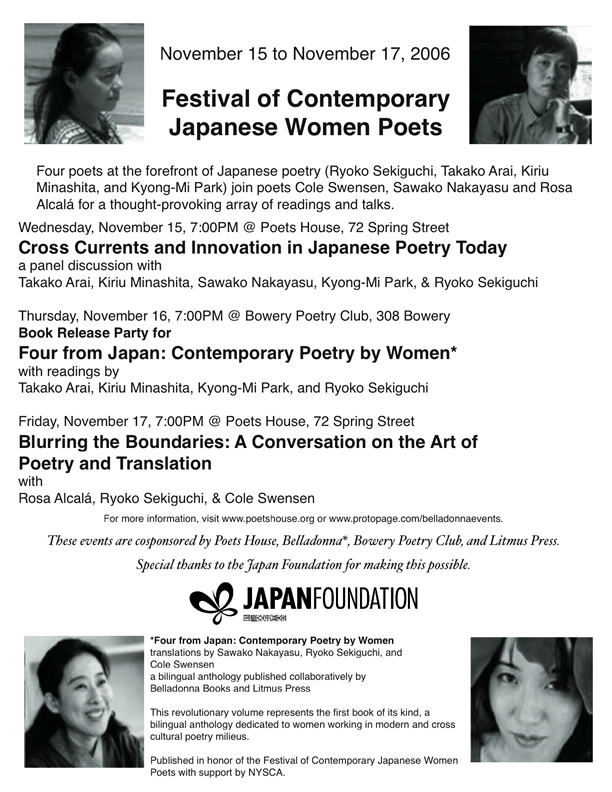 November 15 to November 17, 2006
Festival of Contemporary
Japanese Women Poets
Four poets at the forefront of Japanese poetry (Ryoko Sekiguchi, Takako Arai, Kiriu
Minashita, and Kyong-Mi Park) join poets Cole Swensen, Sawako Nakayasu and Rosa
Alcalá for a thought-provoking array of readings and talks.
Wednesday, November 15, 7:00PM @ Poets House, 72 Spring Street
Cross Currents and Innovation in Japanese Poetry Today
a panel discussion with
Takako Arai, Kiriu Minashita, Sawako Nakayasu, Kyong-Mi Park, & Ryoko Sekiguchi
Thursday, November 16, 7:00PM @ Bowery Poetry Club, 308 Bowery
Book Release Party for
Four from Japan: Contemporary Poetry by Women*
with readings by
Takako Arai, Kiriu Minashita, Kyong-Mi Park, and Ryoko Sekiguchi
Friday, November 17, 7:00PM @ Poets House, 72 Spring Street
Blurring the Boundaries: A Conversation on the Art of
Poetry and Translation
with
Rosa Alcalá, Ryoko Sekiguchi, & Cole Swensen
For more information, visit www.poetshouse.org or www.protopage.com/belladonnaevents.
These events are cosponsored by Poets House, Belladonna*, Bowery Poetry Club, and Litmus Press.
Special thanks to the Japan Foundation for making this possible.
JAPANFOUNDATION
*Four from Japan: Contemporary Poetry by Women
translations by Sawako Nakayasu, Ryoko Sekiguchi, and
Cole Swensen
a bilingual anthology published collaboratively by
Belladonna Books and Litmus Press
This revolutionary volume represents the first book of its kind, a
bilingual anthology dedicated to women working in modern and cross
cultural poetry milieus.
Published in honor of the Festival of Contemporary Japanese Women
Poets with support by NYSCA.